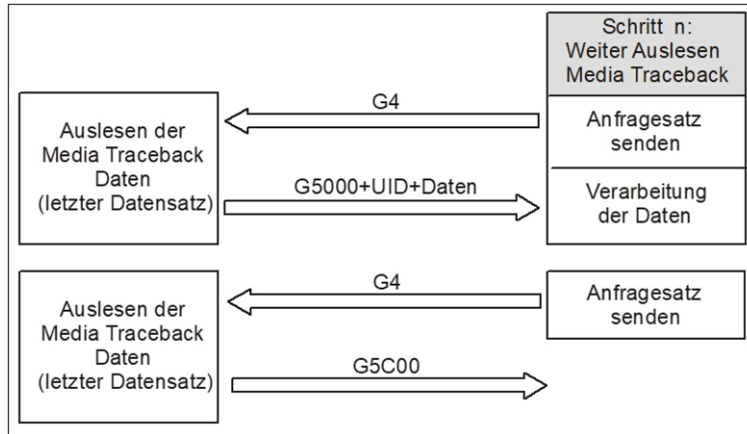 Schritt n:
Weiter Auslesen
Media Traceback
G4
Auslesen der
Media Traceback
Daten
(letzter Datensatz)
Anfragesatz
senden
G5000+UID+Daten
Verarbeitung
der Daten
G4
Auslesen der
Media Traceback
Daten
(letzter Datensatz)
Anfragesatz
senden
G5C00